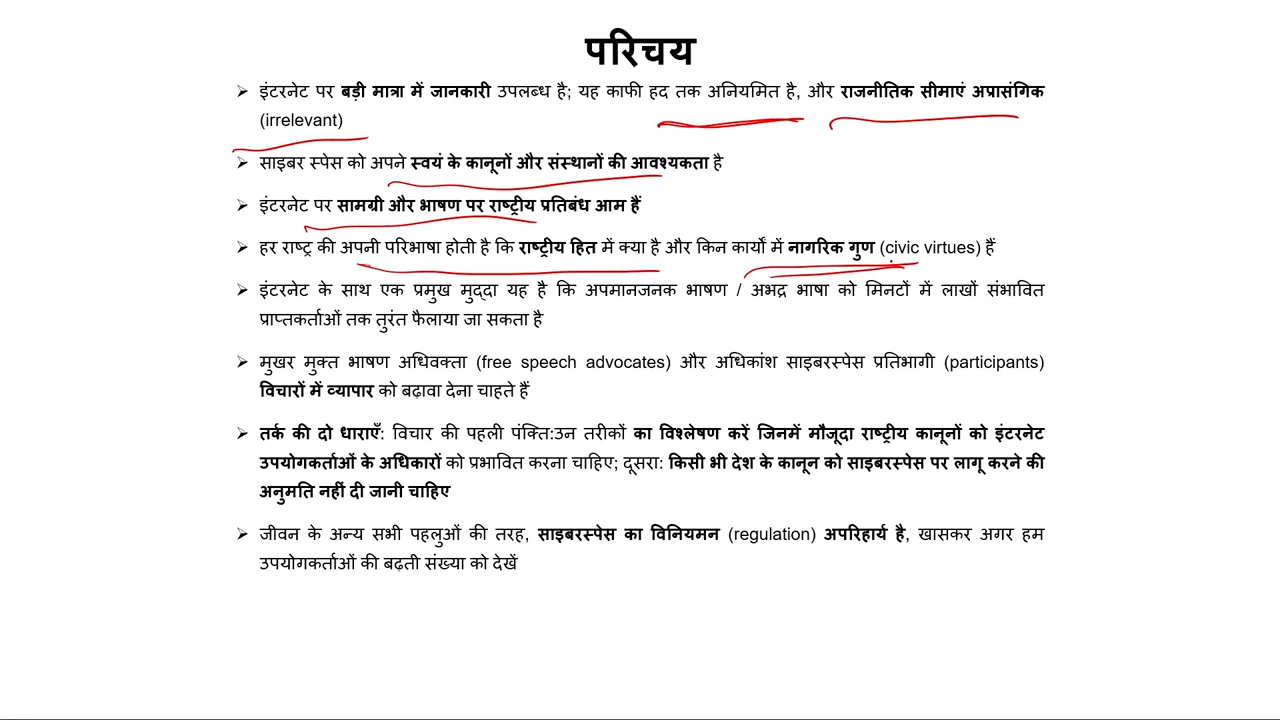 परिचय
➢ इंटरनेट पर बड़ी मात्रा में जानकारी उपलब्ध है; यह काफी हद तक अनियमित है, और राजनीतिक सीमाएं अप्रासंगिक
(irrelevant)
➢ साइबर स्पेस को अपने स्वयं के कानूनों और संस्थानों की आवश्यकता है
➢ इंटरनेट पर सामग्री और भाषण पर राष्ट्रीय प्रतिबंध आम हैं
➢ हर राष्ट्र की अपनी परिभाषा होती है कि राष्ट्रीय हित में क्या है और किन कार्यों में नागरिक गुण (civic virtues) हैं
➢ इंटरनेट के साथ एक प्रमुख मुद्दा यह है कि अपमानजनक भाषण / अभद्र भाषा को मिनटों में लाखों संभावित
प्राप्तकर्ताओं तक तुरंत फैलाया जा सकता है
➢ मुखर मुक्त भाषण अधिवक्ता (free speech advocates) और अधिकांश साइबरस्पेस प्रतिभागी (participants)
विचारों में व्यापार को बढ़ावा देना चाहते हैं
➢ तर्क की दो धाराएँ: विचार की पहली पंक्ति:उन तरीकों का विश्लेषण करें जिनमें मौजूदा राष्ट्रीय कानूनों को इंटरनेट
उपयोगकर्ताओं के अधिकारों को प्रभावित करना चाहिए; दूसरा: किसी भी देश के कानून को साइबरस्पेस पर लागू करने की
अनुमति नहीं दी जानी चाहिए
➢ जीवन के अन्य सभी पहलुओं की तरह, साइबरस्पेस का विनियमन (regulation) अपरिहार्य है, खासकर अगर हम
उपयोगकर्ताओं की बढ़ती संख्या को देखें